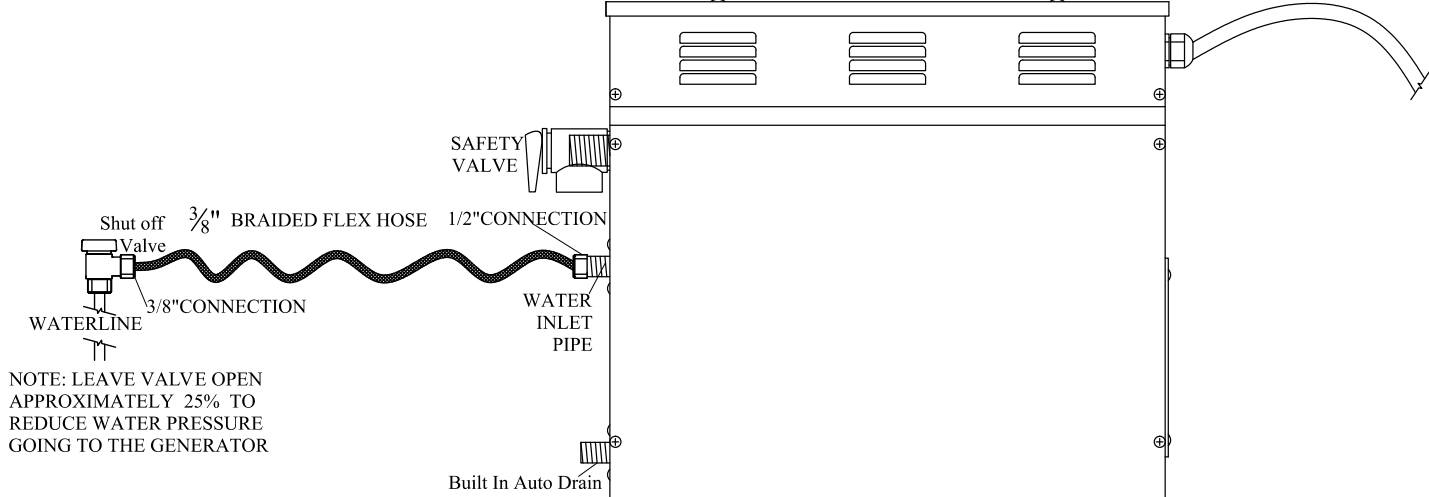 SAFETY
VALVE
Shut off
Valve
3/8" BRAIDED FLEX HOSE
1/2"CONNECTION
3/8"CONNECTION
WATERLINE
WATER
INLET
PIPE
NOTE: LEAVE VALVE OPEN
APPROXIMATELY 25% TO
REDUCE WATER PRESSURE
GOING TO THE GENERATOR
Built In Auto Drain